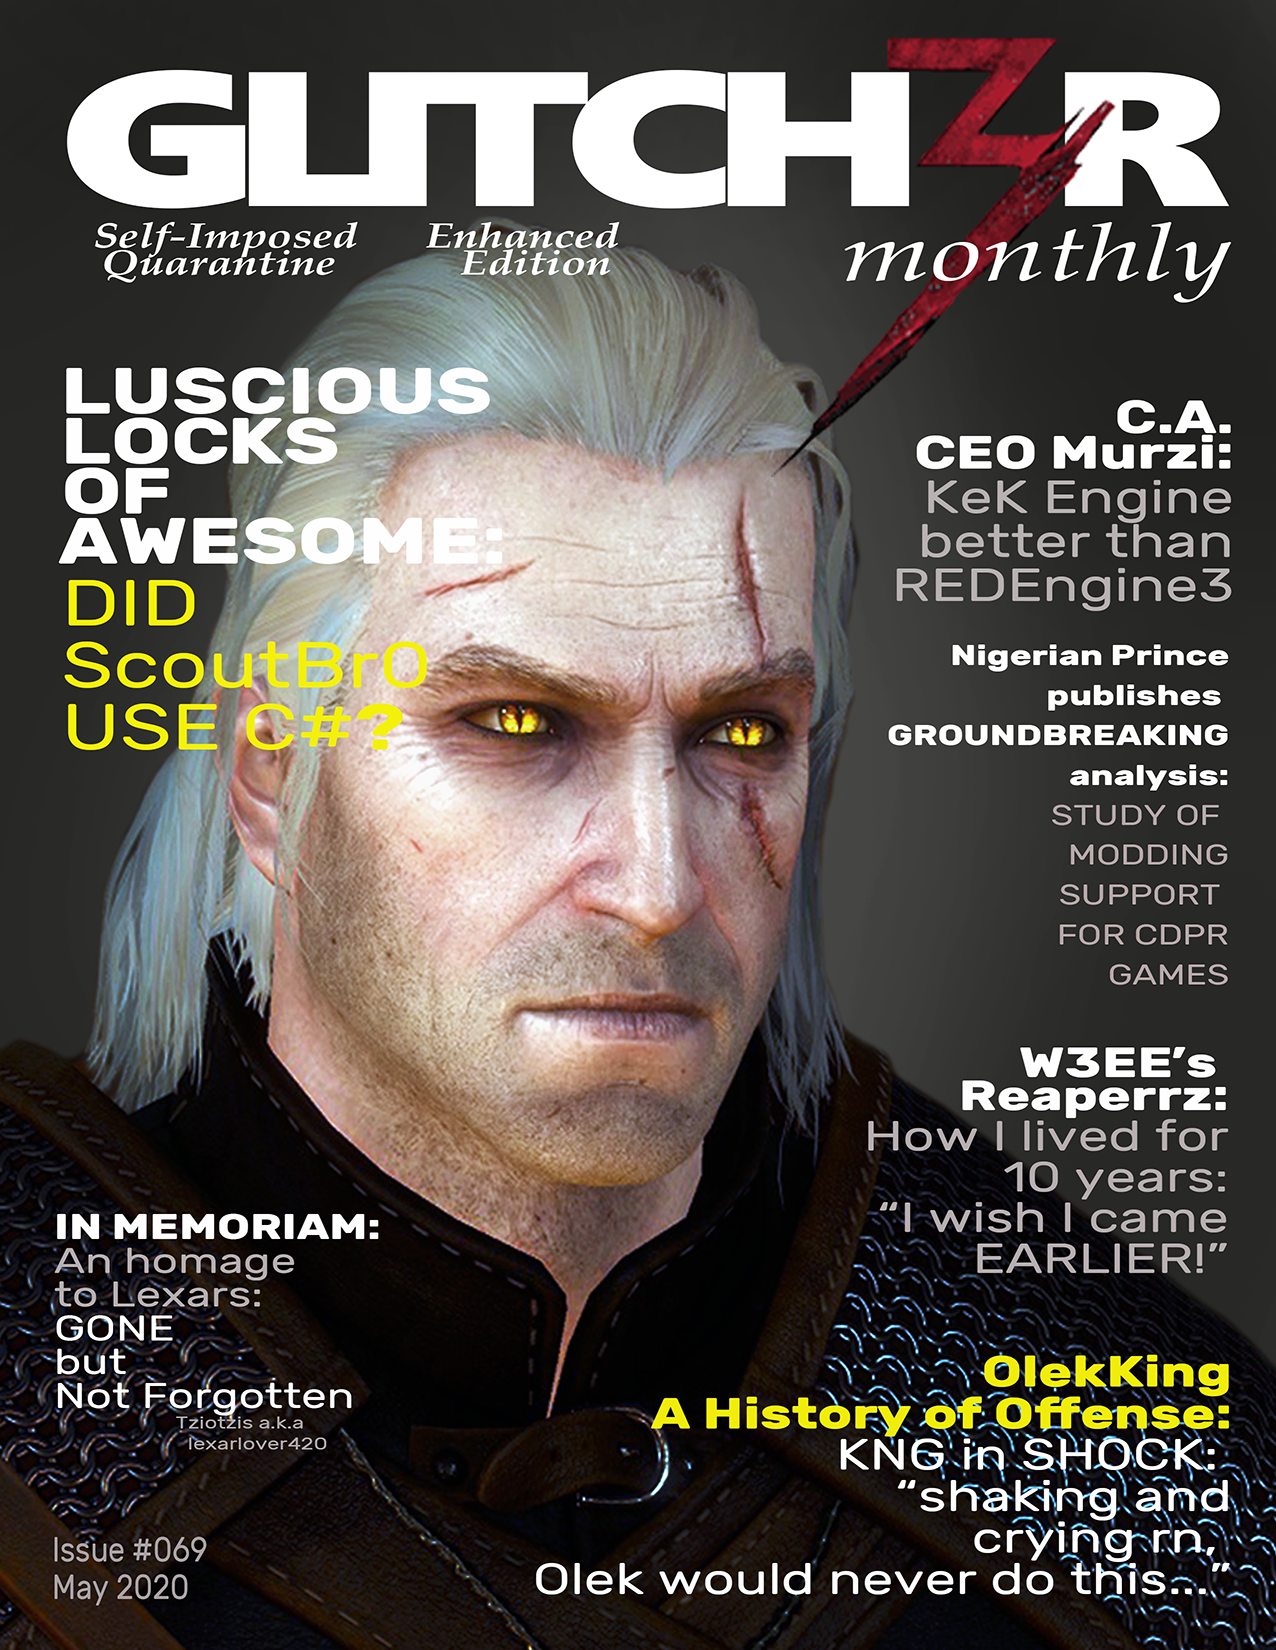 GLITCH3R
Self-Imposed
Quarantine
Enhanced
Edition
monthly
LUSCIOUS
LOCKS
OF
AWESOME:
DID
ScoutBr0
USE C#?
C.A.
CEO Murzi:
KeK Engine
better than
REDEngine3
Nigerian Prince
publishes
GROUNDBREAKING
analysis:
STUDY OF
MODDING
SUPPORT
FOR CDPR
GAMES
W3EE’s
Reaperrz:
How I lived for
10 years:
“I wish I came
EARLIER!”
IN MEMORIAM:
An homage
to Lexars:
GONE
but
Not Forgotten
Tziotzis a.k.a
lexarlover420
OlekKing
A History of Offense:
KNG in SHOCK:
“shaking and
crying rn,
Olek would never do this...”
Issue #069
May 2020